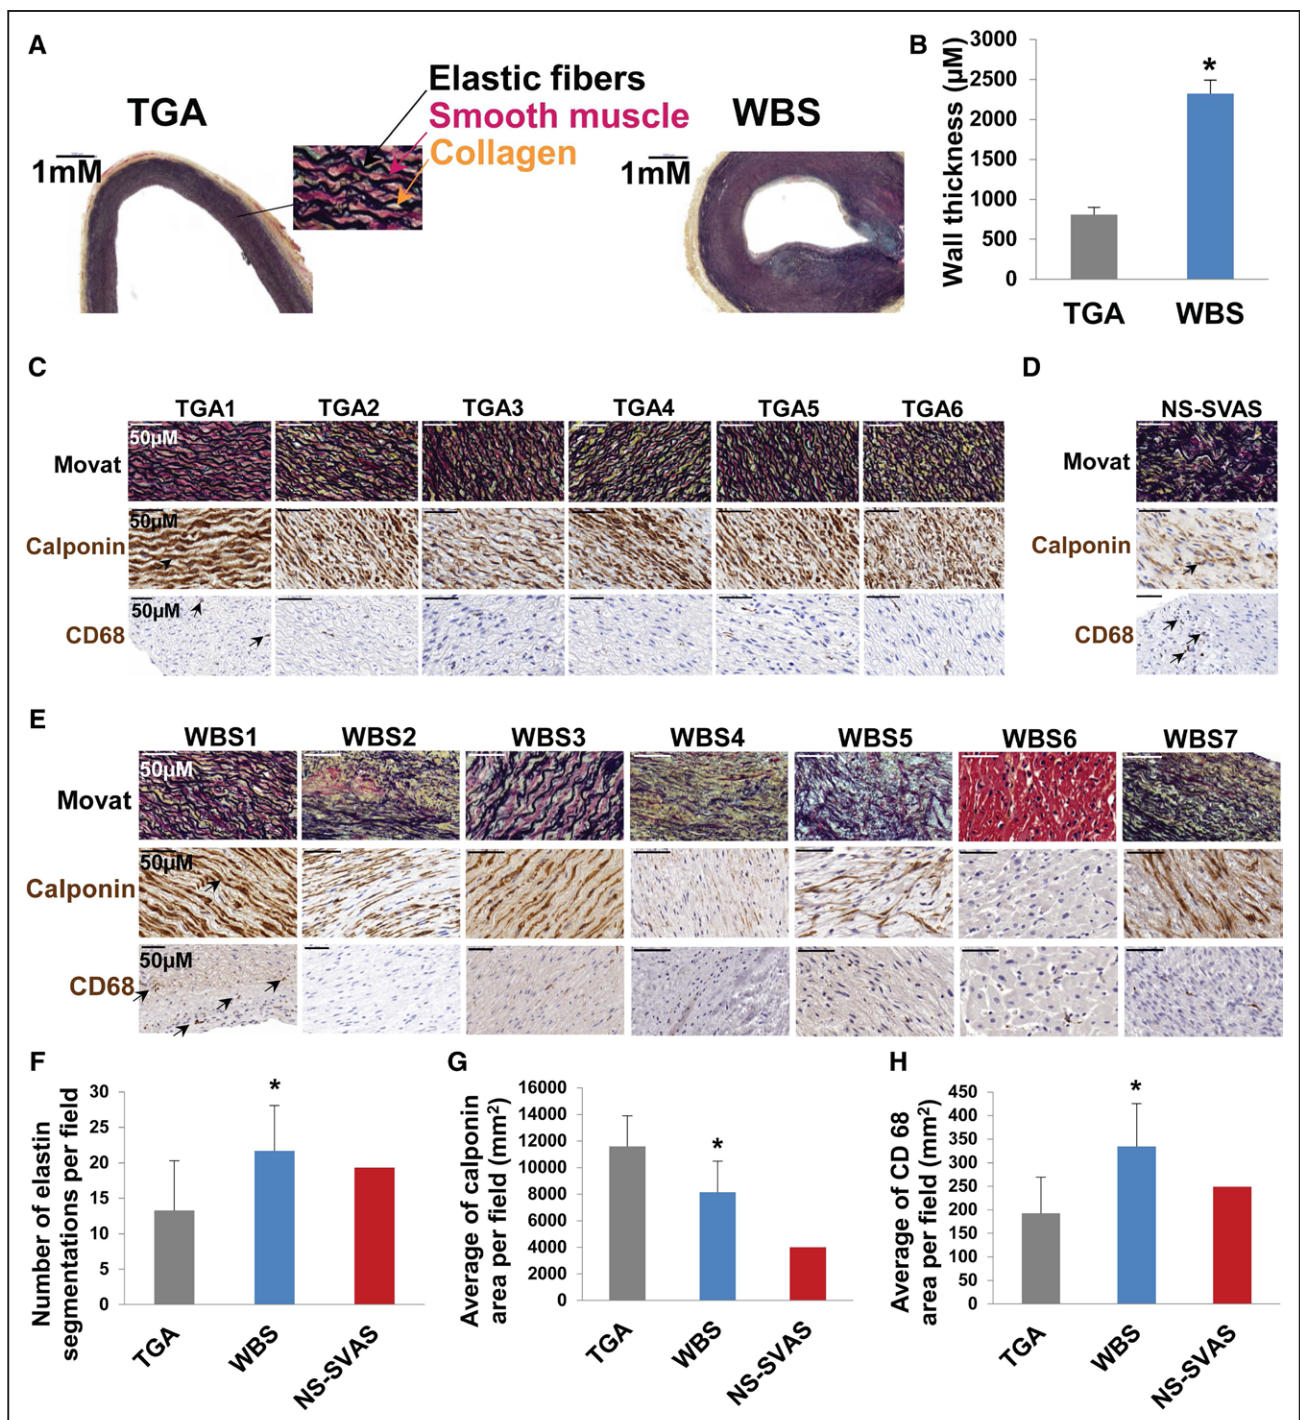 A
TGA
1mM
Elastic fibers
Smooth muscle
Collagen
WBS
1mM
B
Wall thickness (µM)
3000
2500
2000
1500
1000
500
0
*
TGA
WBS
C
TGA1 TGA2 TGA3 TGA4 TGA5 TGA6
Movat
50µM
Calponin
50µM
CD68
50µM
D
NS-SVAS
Movat
Calponin
CD68
E
WBS1 WBS2 WBS3 WBS4 WBS5 WBS6 WBS7
Movat
50µM
Calponin
50µM
CD68
50µM
F
Number of elastin
segmentations per field
30
25
20
15
10
5
0
*
TGA
WBS
NS-SVAS
G
Average of calponin
area per field (mm²)
16000
14000
12000
10000
8000
6000
4000
2000
0
*
TGA
WBS
NS-SVAS
H
Average of CD 68
area per field (mm²)
450
400
350
300
250
200
150
100
50
0
*
TGA
WBS
NS-SVAS